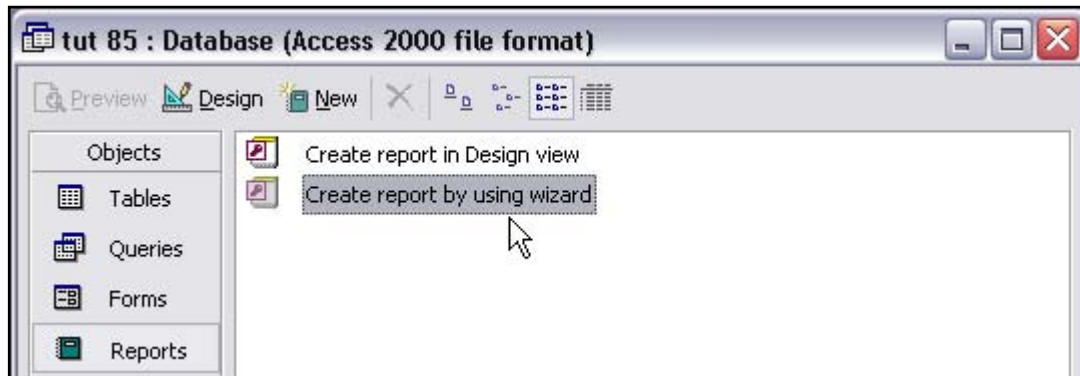 tut 85 : Database (Access 2000 file format)
Preview Design New
Objects
Create report in Design view
Tables
Create report by using wizard
Queries
Forms
Reports